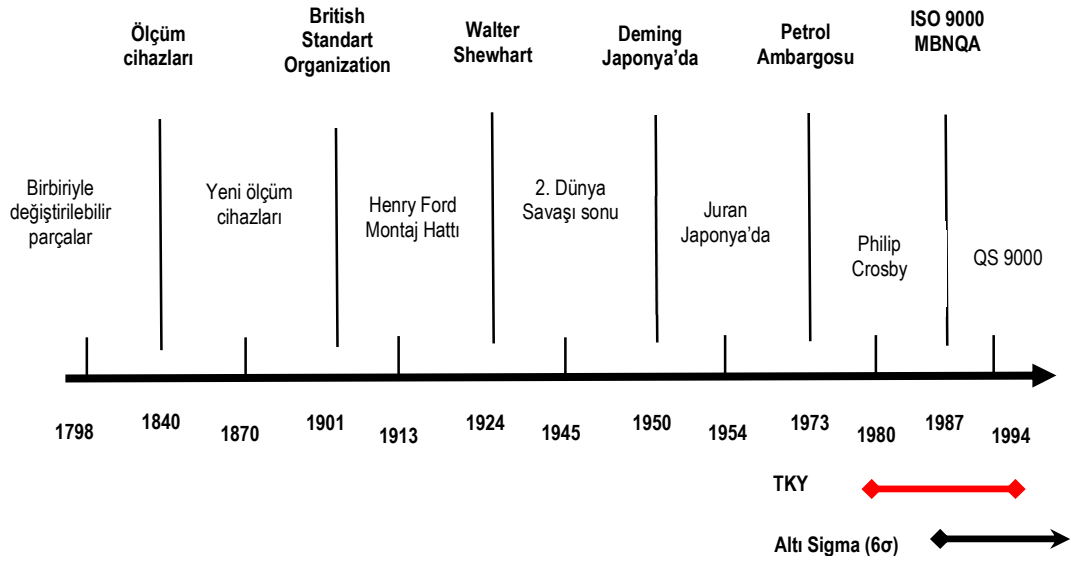 Ölçüm
cihazları
British
Standart
Organization
Walter
Shewhart
Deming
Japonya’da
Petrol
Ambargosu
ISO 9000
MBNQA
Birbiriyle
değiştirilebilir
parçalar
Yeni ölçüm
cihazları
Henry Ford
Montaj Hattı
2. Dünya
Savaşı sonu
Juran
Japonya’da
Philip
Crosby
QS 9000
1798
1840
1870
1901
1913
1924
1945
1950
1954
1973
1980
1987
1994
TKY
Altı Sigma (6σ)